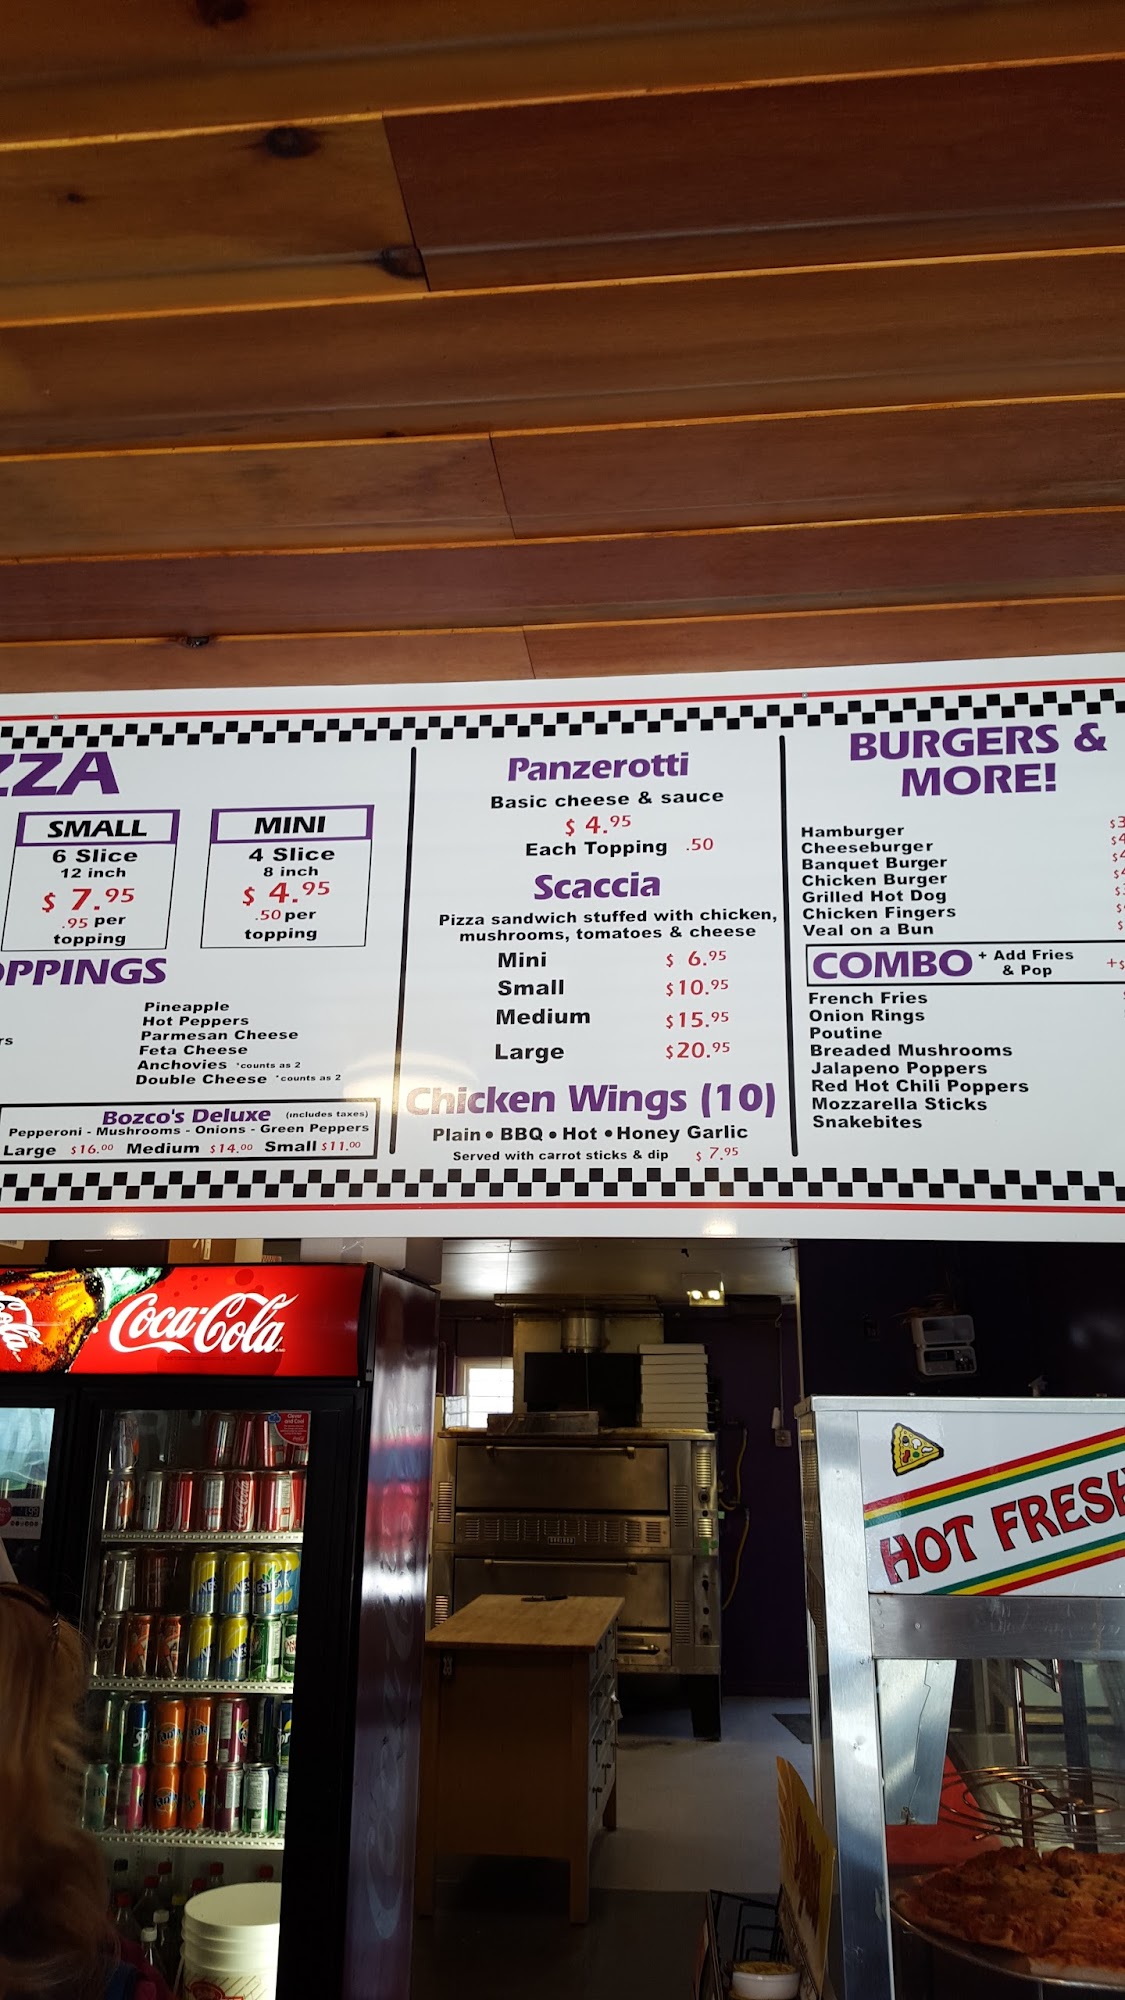 ZZA
SMALL
6 Slice
12 inch
$ 7.95
.95 per
topping
MINI
4 Slice
8 inch
$ 4.95
.50 per
topping
OPPINGS
rs
Pineapple
Hot Peppers
Parmesan Cheese
Feta Cheese
Anchovies *counts as 2
Double Cheese *counts as 2
Bozco's Deluxe (includes taxes)
Pepperoni - Mushrooms - Onions - Green Peppers
Large $16.00 Medium $14.00 Small $11.00
Panzerotti
Basic cheese & sauce
$ 4.95
Each Topping .50
Scaccia
Pizza sandwich stuffed with chicken,
mushrooms, tomatoes & cheese
Mini $ 6.95
Small $10.95
Medium $15.95
Large $20.95
Chicken Wings (10)
Plain • BBQ • Hot • Honey Garlic
Served with carrot sticks & dip $ 7.95
BURGERS &
MORE!
Hamburger $3
Cheeseburger $4
Banquet Burger $4
Chicken Burger $4
Grilled Hot Dog $
Chicken Fingers $
Veal on a Bun $
COMBO + Add Fries
& Pop +$
French Fries
Onion Rings
Poutine
Breaded Mushrooms
Jalapeno Poppers
Red Hot Chili Poppers
Mozzarella Sticks
Snakebites
Coca-Cola
HOT FRESH